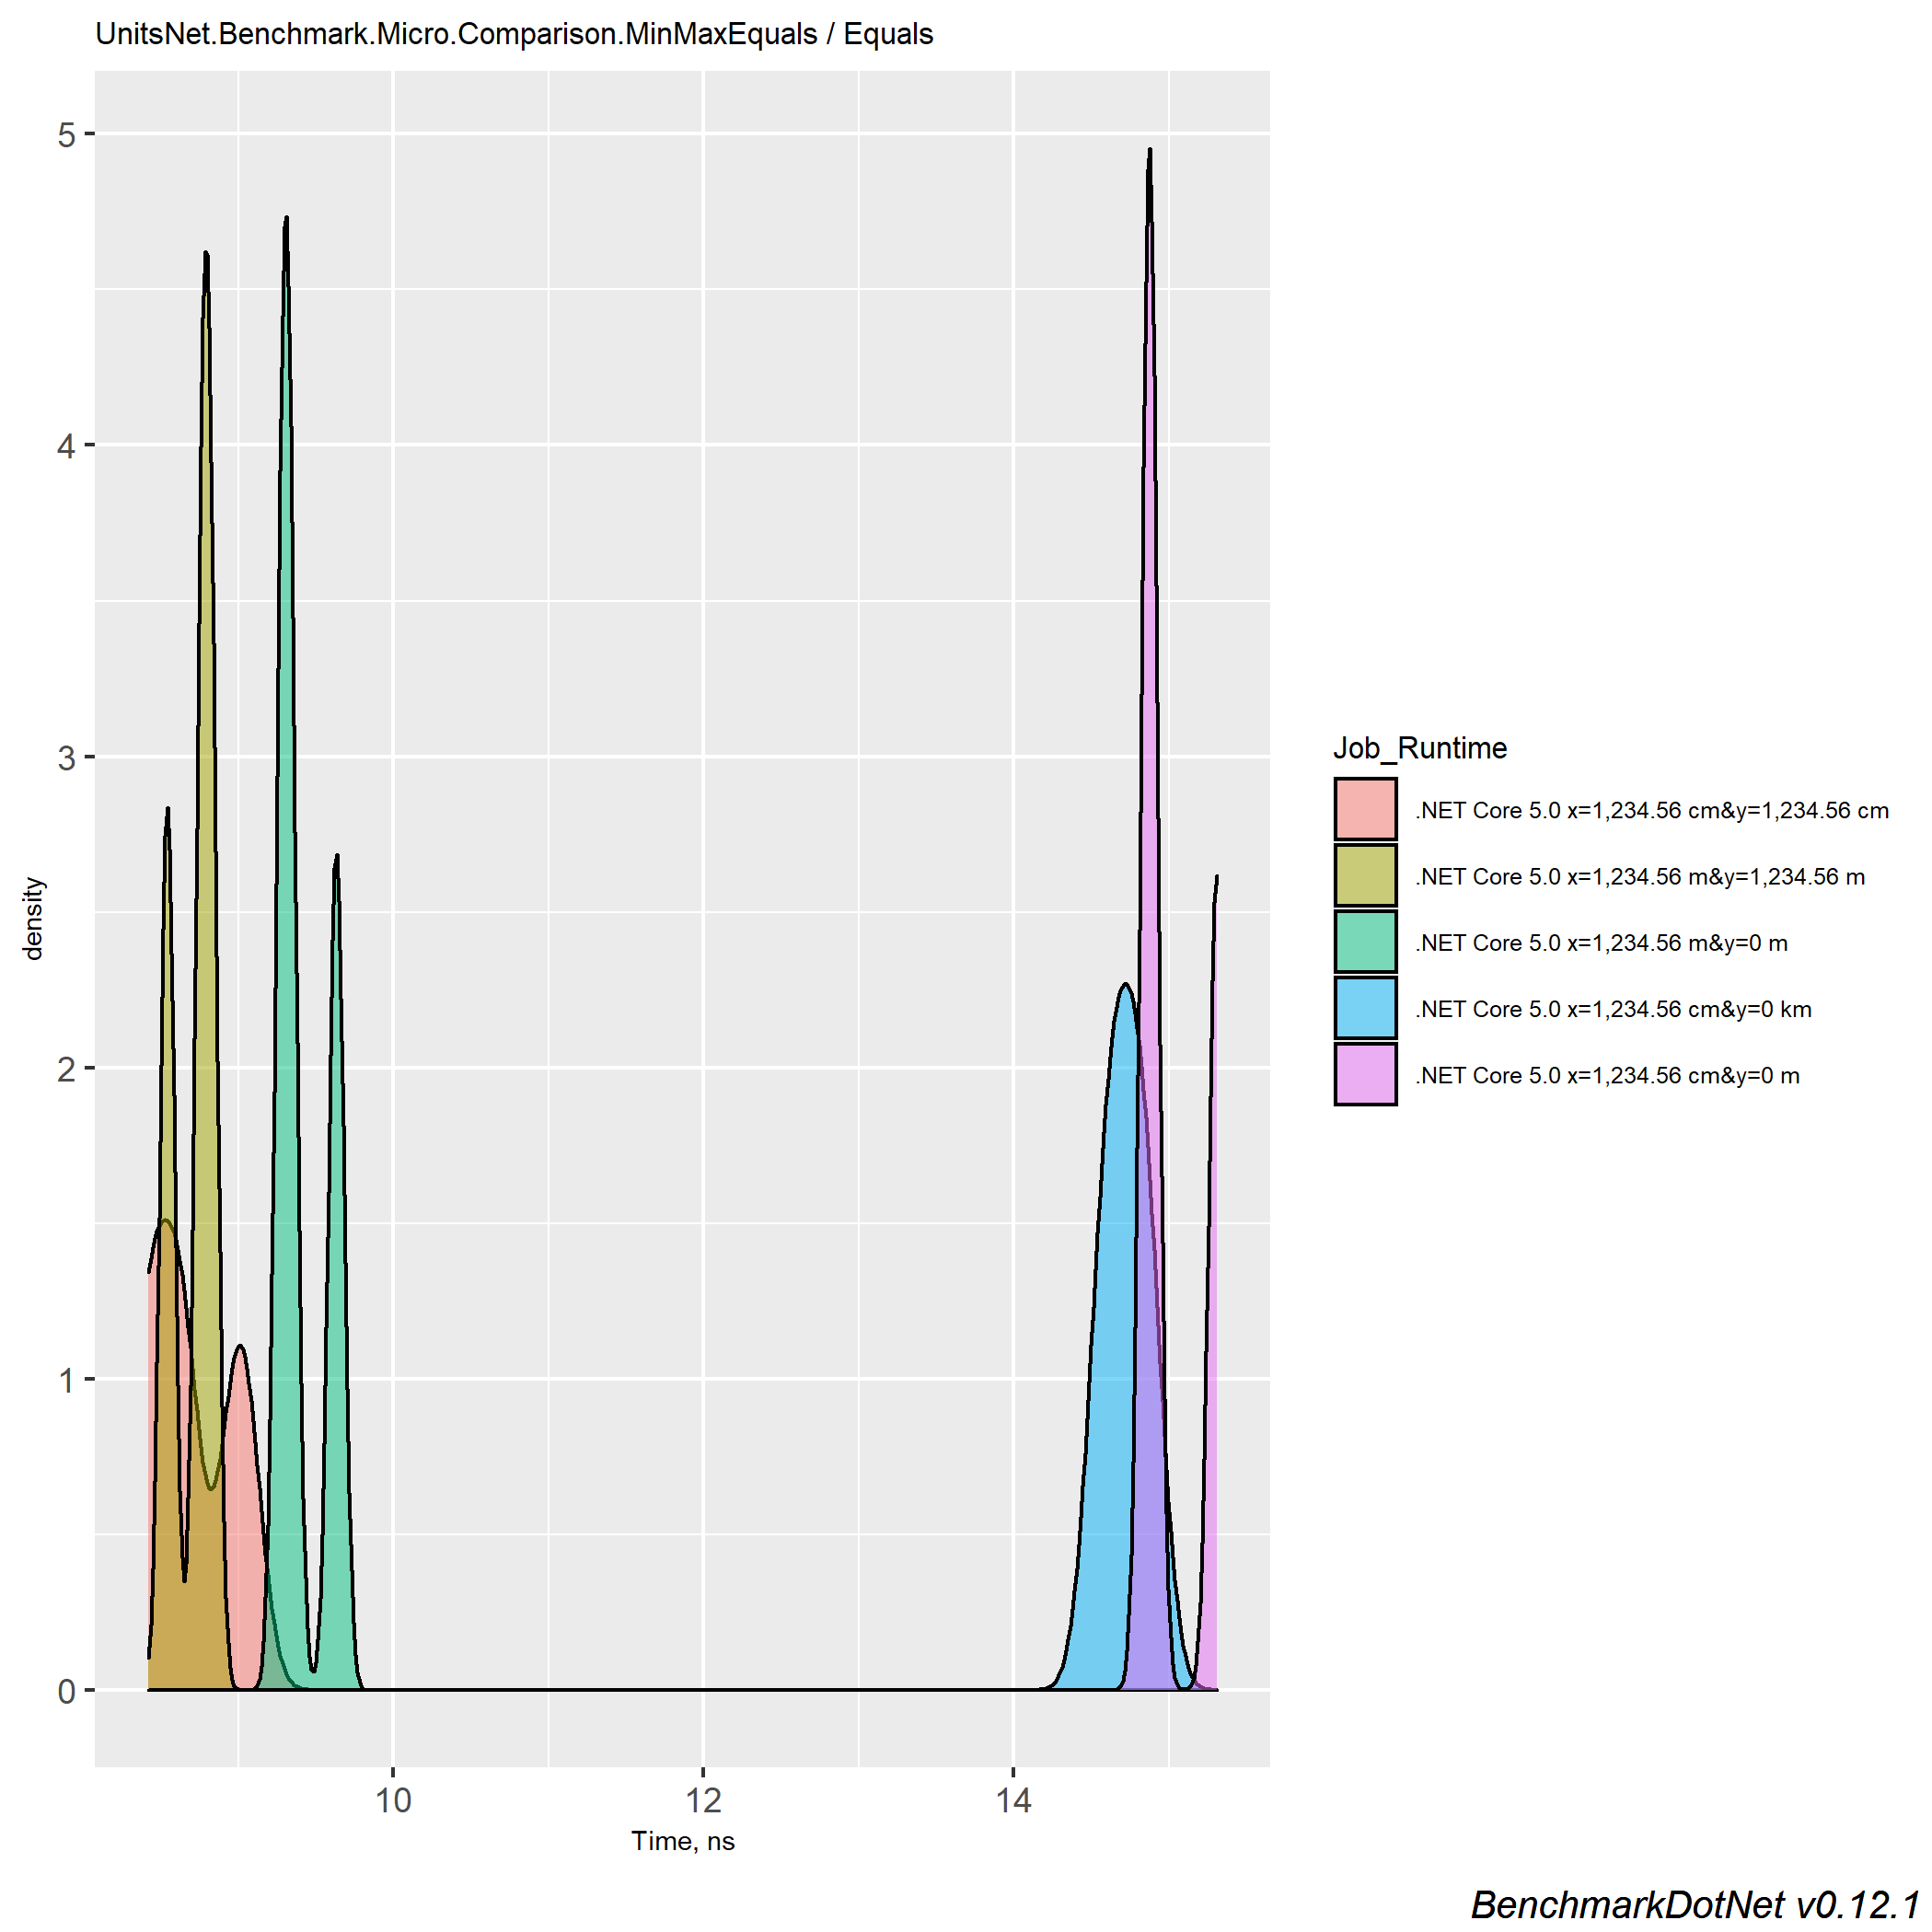 UnitsNet.Benchmark.Micro.Comparison.MinMaxEquals / Equals
5
4
3
2
1
0
density
10 12 14
Time, ns
Job_Runtime
.NET Core 5.0 x=1,234.56 cm&y=1,234.56 cm
.NET Core 5.0 x=1,234.56 m&y=1,234.56 m
.NET Core 5.0 x=1,234.56 m&y=0 m
.NET Core 5.0 x=1,234.56 cm&y=0 km
.NET Core 5.0 x=1,234.56 cm&y=0 m
BenchmarkDotNet v0.12.1